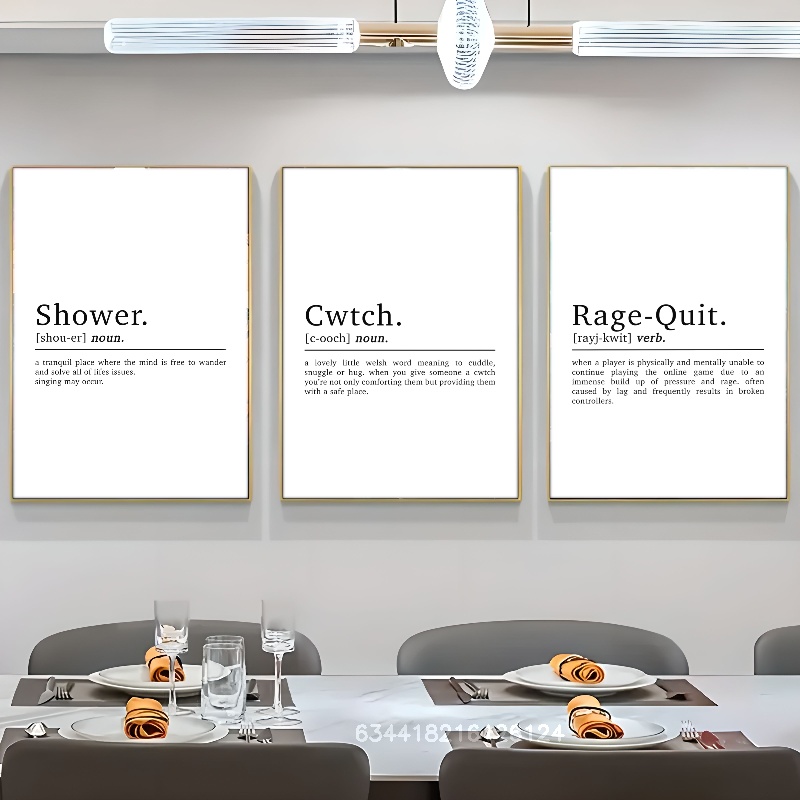 Shower.
[shou-er] noun.
a tranquil place where the mind is free to wander
and solve all of lifes issues.
singing may occur.
Cwtch.
[c-ooch] noun.
a lovely little welsh word meaning to cuddle,
snuggle or hug. when you give someone a cwtch
you're not only comforting them but providing them
with a safe place.
Rage-Quit.
[rayj-kwit] verb.
when a player is physically and mentally unable to
continue playing the online game due to an
immense build up of pressure and rage. often
caused by lag and frequently results in broken
controllers.